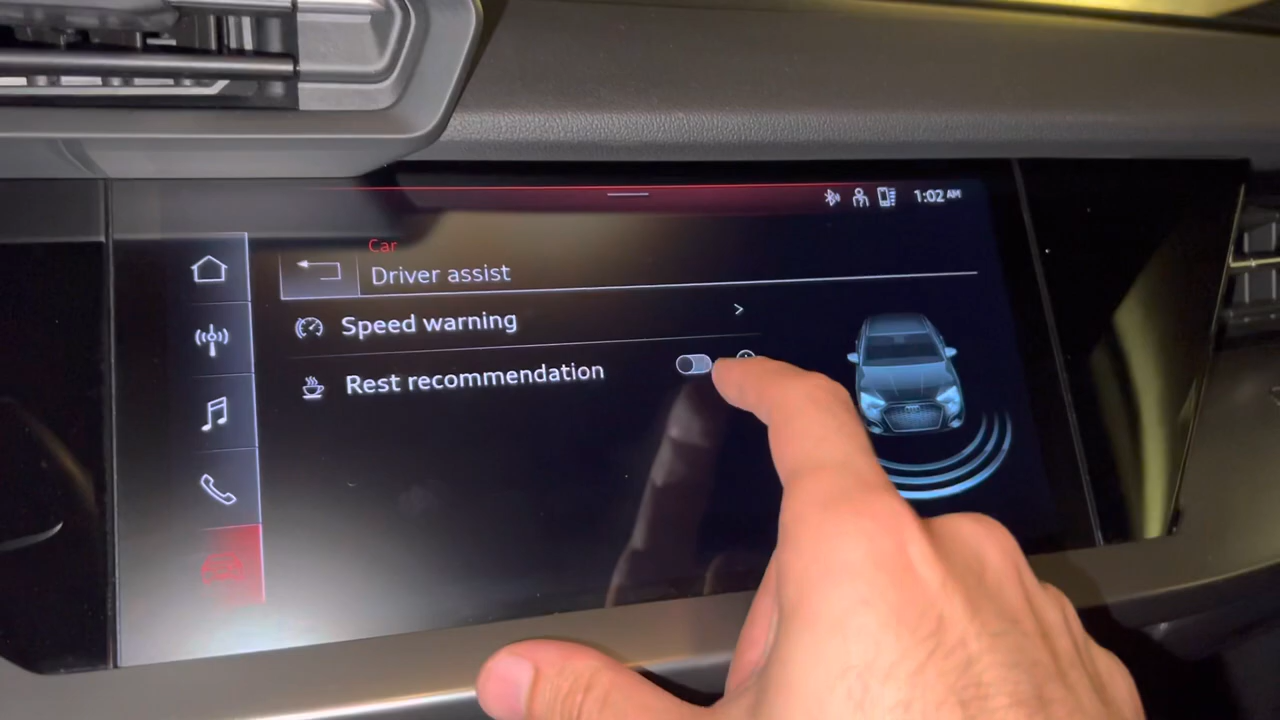 1:02 AM
Car
Driver assist
Speed warning
Rest recommendation